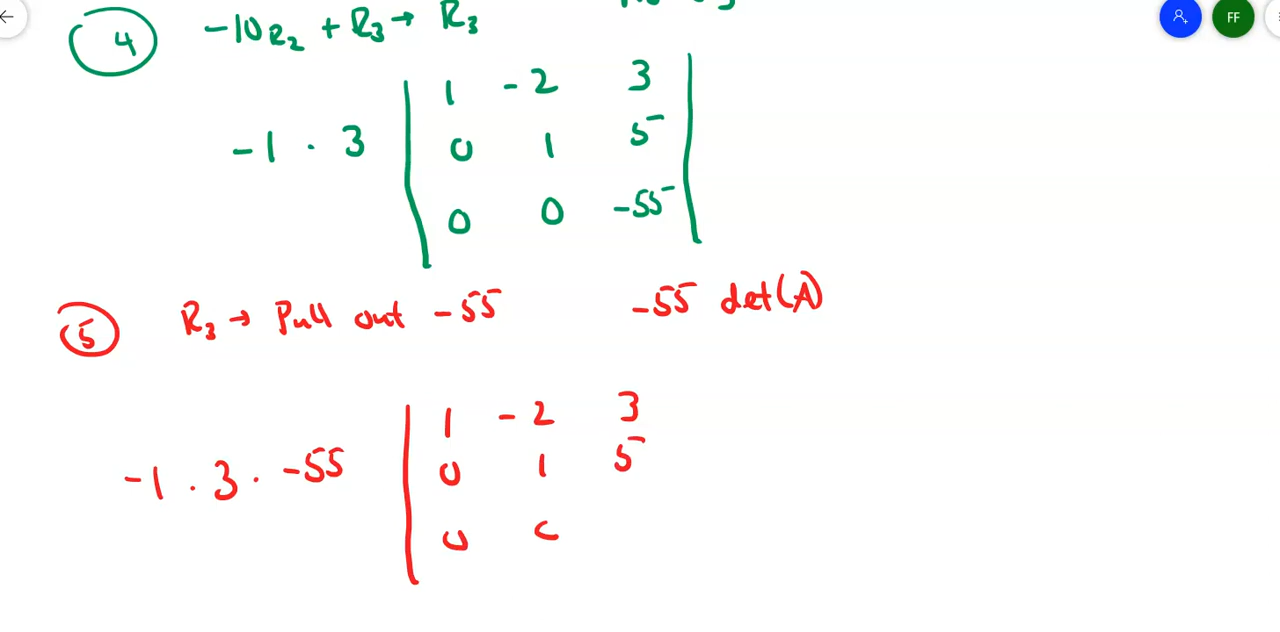 FF
4 -10R2 + R3 → R3
-1 · 3 | 1 -2 3 |
0 1 5
0 0 -55
5 R3 → Pull out -55 -55 det(A)
-1 · 3 · -55 | 1 -2 3
0 1 5
0 0